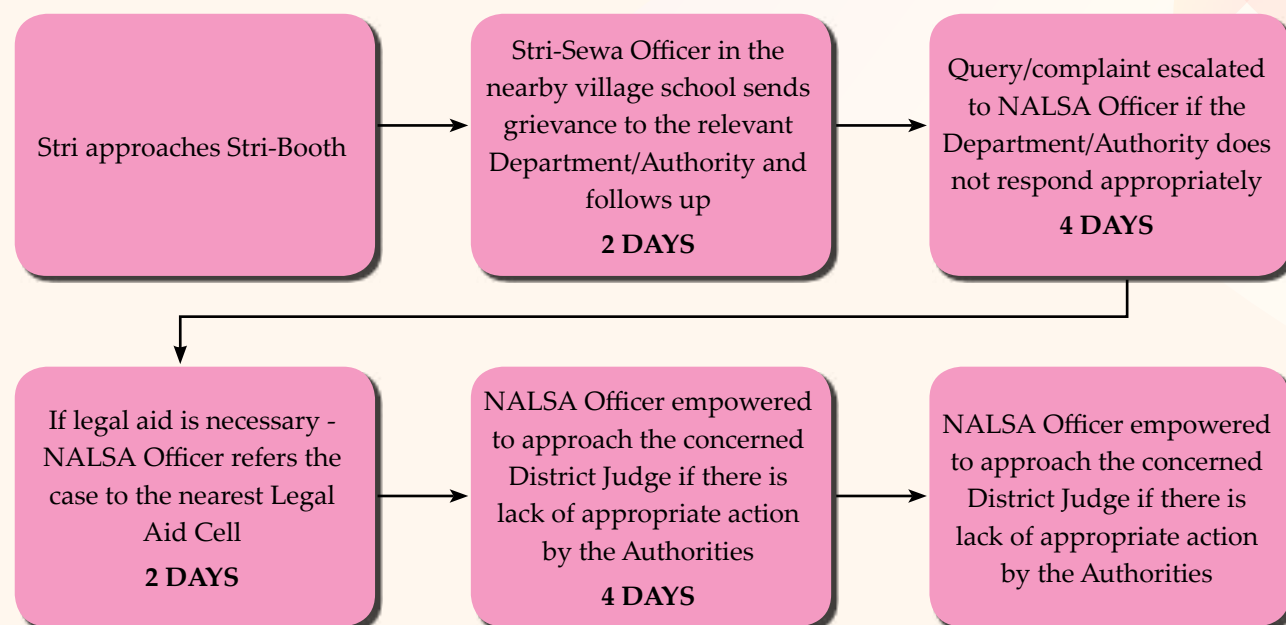 Stri approaches Stri-Booth
Stri-Sewa Officer in the
nearby village school sends
grievance to the relevant
Department/Authority and
follows up
2 DAYS
Query/complaint escalated
to NALSA Officer if the
Department/Authority does
not respond appropriately
4 DAYS
If legal aid is necessary -
NALSA Officer refers the
case to the nearest Legal
Aid Cell
2 DAYS
NALSA Officer empowered
to approach the concerned
District Judge if there is
lack of appropriate action
by the Authorities
4 DAYS
NALSA Officer empowered
to approach the concerned
District Judge if there is
lack of appropriate action
by the Authorities